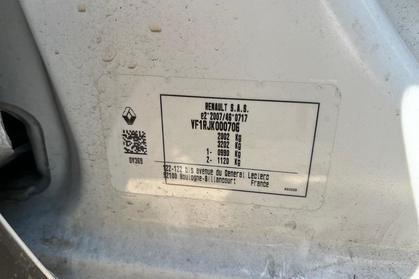 RENAULT S.A.S.
e2*2007/46*0717
VF1RJK000706
2002 Kg
3202 Kg
1- 0990 Kg
2- 1120 Kg
DY369
122-122 bis avenue du General Leclerc
92100 Boulogne-Billancourt
France